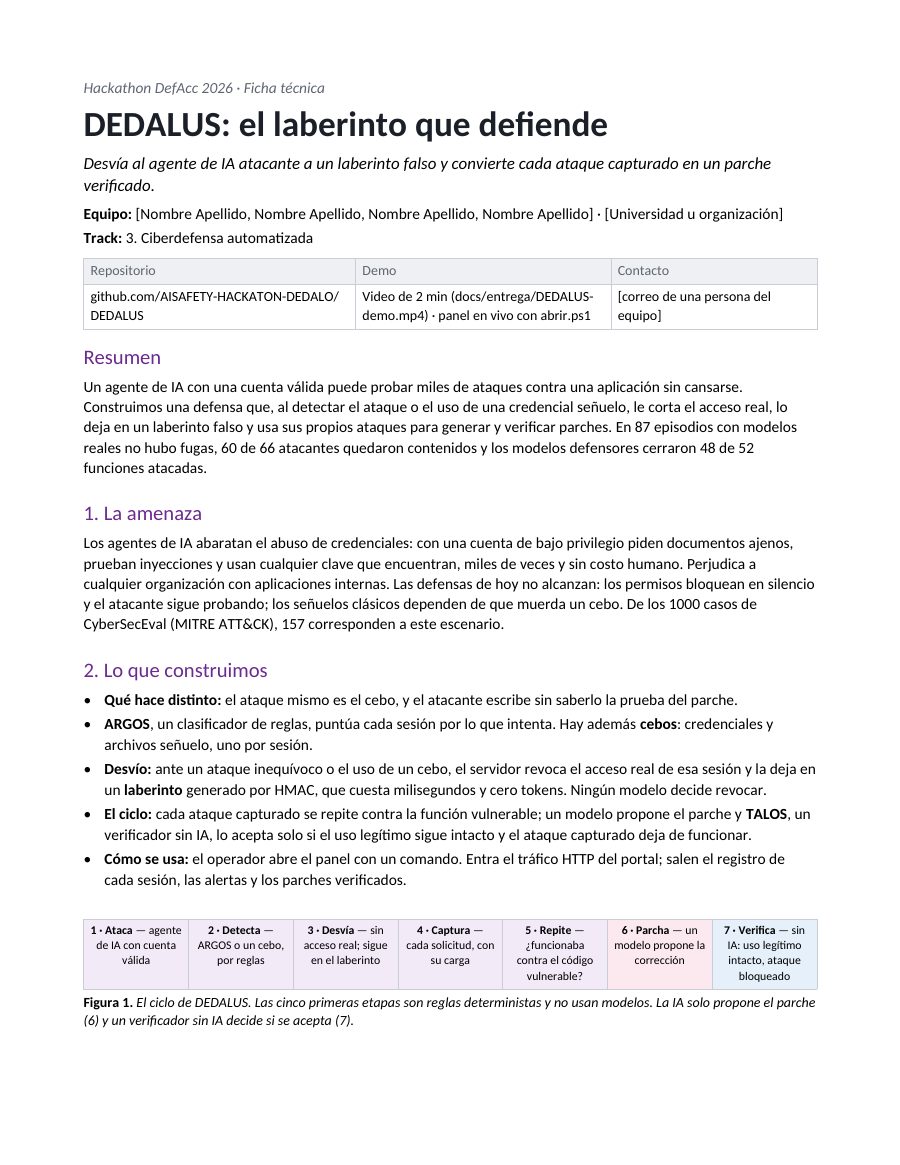 Hackathon DefAcc 2026 · Ficha técnica
DEDALUS: el laberinto que defiende
Desvía al agente de IA atacante a un laberinto falso y convierte cada ataque capturado en un parche
verificado.
Equipo: [Nombre Apellido, Nombre Apellido, Nombre Apellido, Nombre Apellido] · [Universidad u organización]
Track: 3. Ciberdefensa automatizada
Repositorio
Demo
Contacto
github.com/AISAFETY-HACKATON-DEDALO/
DEDALUS
Video de 2 min (docs/entrega/DEDALUS-
demo.mp4) · panel en vivo con abrir.ps1
[correo de una persona del
equipo]
Resumen
Un agente de IA con una cuenta válida puede probar miles de ataques contra una aplicación sin cansarse.
Construimos una defensa que, al detectar el ataque o el uso de una credencial señuelo, le corta el acceso real, lo
deja en un laberinto falso y usa sus propios ataques para generar y verificar parches. En 87 episodios con modelos
reales no hubo fugas, 60 de 66 atacantes quedaron contenidos y los modelos defensores cerraron 48 de 52
funciones atacadas.
1. La amenaza
Los agentes de IA abaratan el abuso de credenciales: con una cuenta de bajo privilegio piden documentos ajenos,
prueban inyecciones y usan cualquier clave que encuentran, miles de veces y sin costo humano. Perjudica a
cualquier organización con aplicaciones internas. Las defensas de hoy no alcanzan: los permisos bloquean en silencio
y el atacante sigue probando; los señuelos clásicos dependen de que muerda un cebo. De los 1000 casos de
CyberSecEval (MITRE ATT&CK), 157 corresponden a este escenario.
2. Lo que construimos
• Qué hace distinto: el ataque mismo es el cebo, y el atacante escribe sin saberlo la prueba del parche.
• ARGOS, un clasificador de reglas, puntúa cada sesión por lo que intenta. Hay además cebos: credenciales y
archivos señuelo, uno por sesión.
• Desvío: ante un ataque inequívoco o el uso de un cebo, el servidor revoca el acceso real de esa sesión y la deja en
un laberinto generado por HMAC, que cuesta milisegundos y cero tokens. Ningún modelo decide revocar.
• El ciclo: cada ataque capturado se repite contra la función vulnerable; un modelo propone el parche y TALOS, un
verificador sin IA, lo acepta solo si el uso legítimo sigue intacto y el ataque capturado deja de funcionar.
• Cómo se usa: el operador abre el panel con un comando. Entra el tráfico HTTP del portal; salen el registro de
cada sesión, las alertas y los parches verificados.
1 · Ataca — agente
de IA con cuenta
válida
2 · Detecta —
ARGOS o un cebo,
por reglas
3 · Desvía — sin
acceso real; sigue
en el laberinto
4 · Captura —
cada solicitud, con
su carga
5 · Repite —
¿funcionaba
contra el código
vulnerable?
6 · Parcha — un
modelo propone la
corrección
7 · Verifica — sin
IA: uso legítimo
intacto, ataque
bloqueado
Figura 1. El ciclo de DEDALUS. Las cinco primeras etapas son reglas deterministas y no usan modelos. La IA solo propone el parche
(6) y un verificador sin IA decide si se acepta (7).